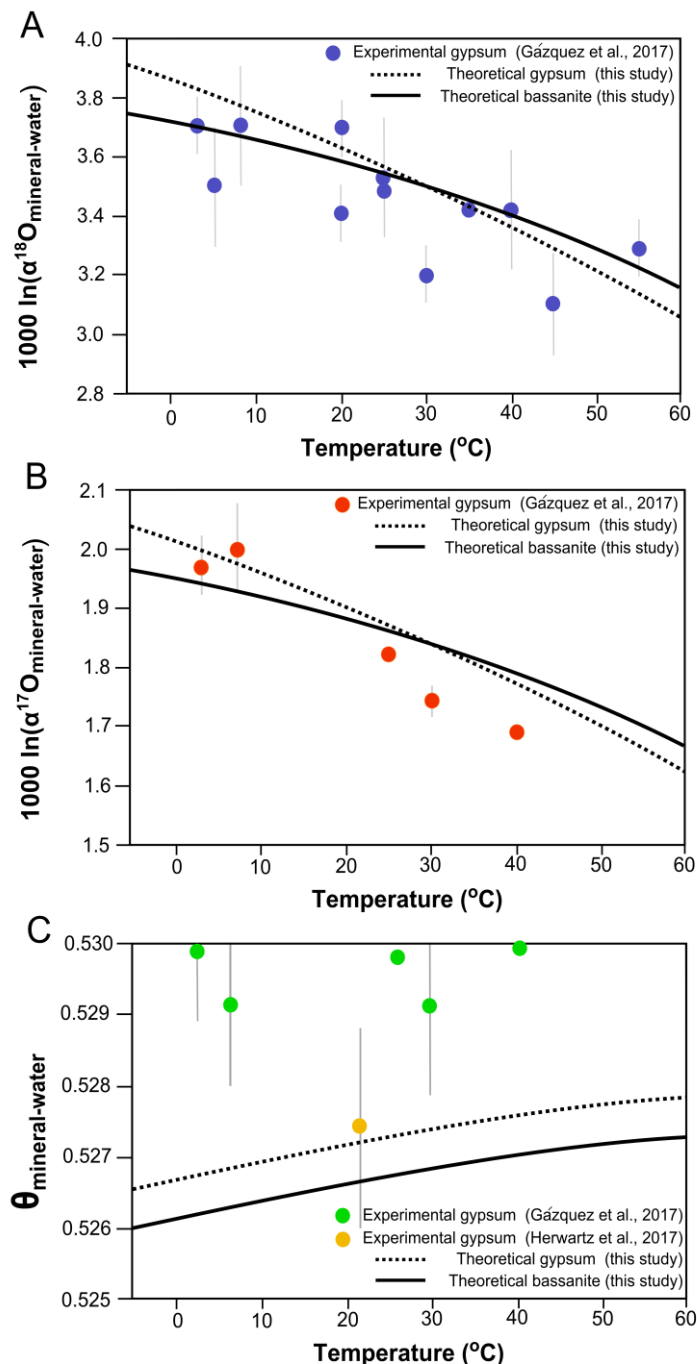 A
4.0
3.8
3.6
3.4
3.2
3.0
2.8
1000 ln(α18Omineral-water)
Experimental gypsum (Gázquez et al., 2017)
Theoretical gypsum (this study)
Theoretical bassanite (this study)
0 10 20 30 40 50 60
Temperature (oC)
B
2.1
2.0
1.9
1.8
1.7
1.6
1.5
1000 ln(α17Omineral-water)
Experimental gypsum (Gázquez et al., 2017)
Theoretical gypsum (this study)
Theoretical bassanite (this study)
0 10 20 30 40 50 60
Temperature (oC)
C
0.530
0.529
0.528
0.527
0.526
0.525
θmineral-water
Experimental gypsum (Gázquez et al., 2017)
Experimental gypsum (Herwartz et al., 2017)
Theoretical gypsum (this study)
Theoretical bassanite (this study)
0 10 20 30 40 50 60
Temperature (oC)